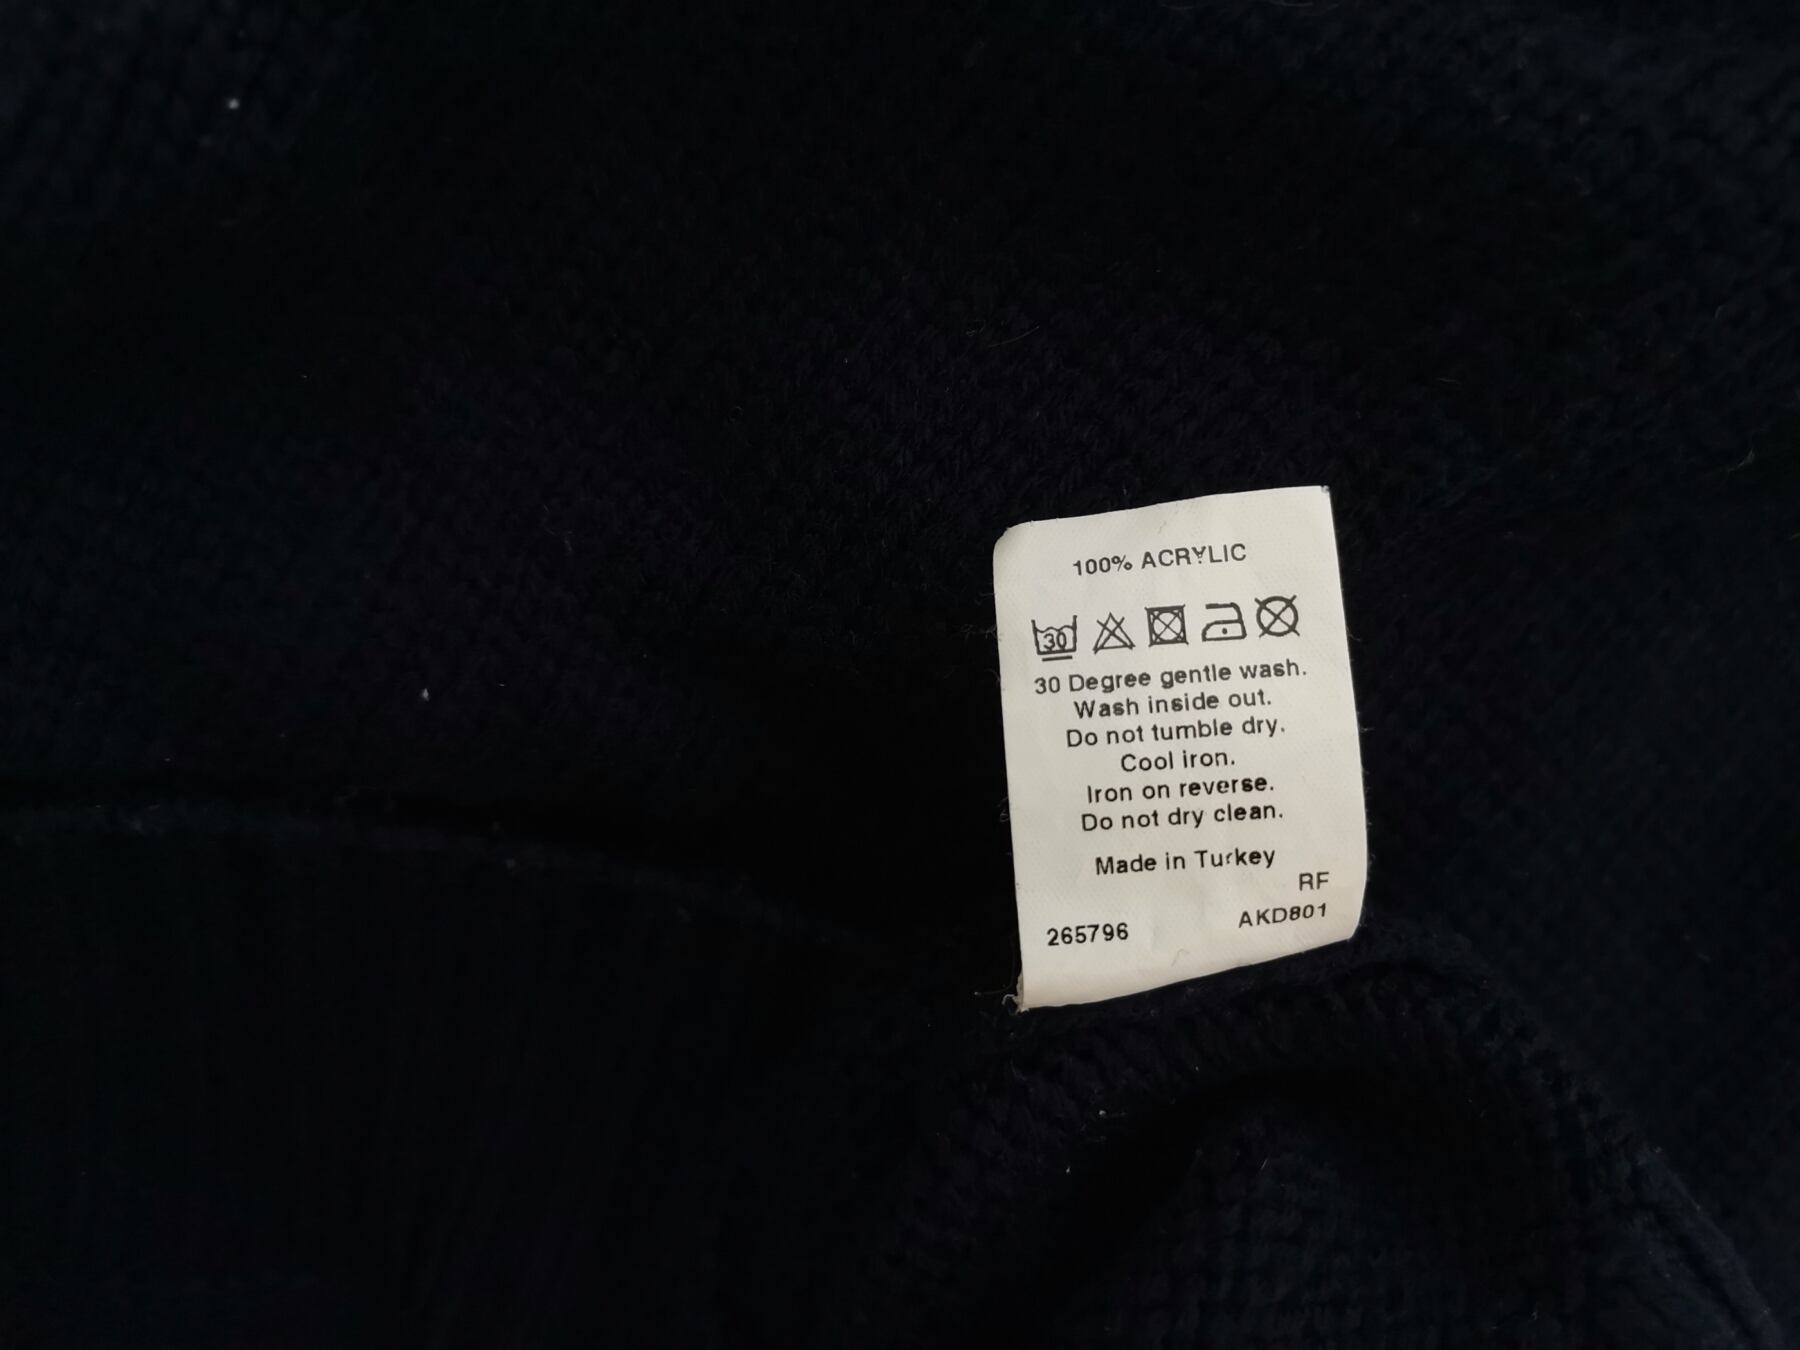 100% ACRYLIC
30
30 Degree gentle wash.
Wash inside out.
Do not tumble dry.
Cool iron.
Iron on reverse.
Do not dry clean.
Made in Turkey
RF
265796 AKD801